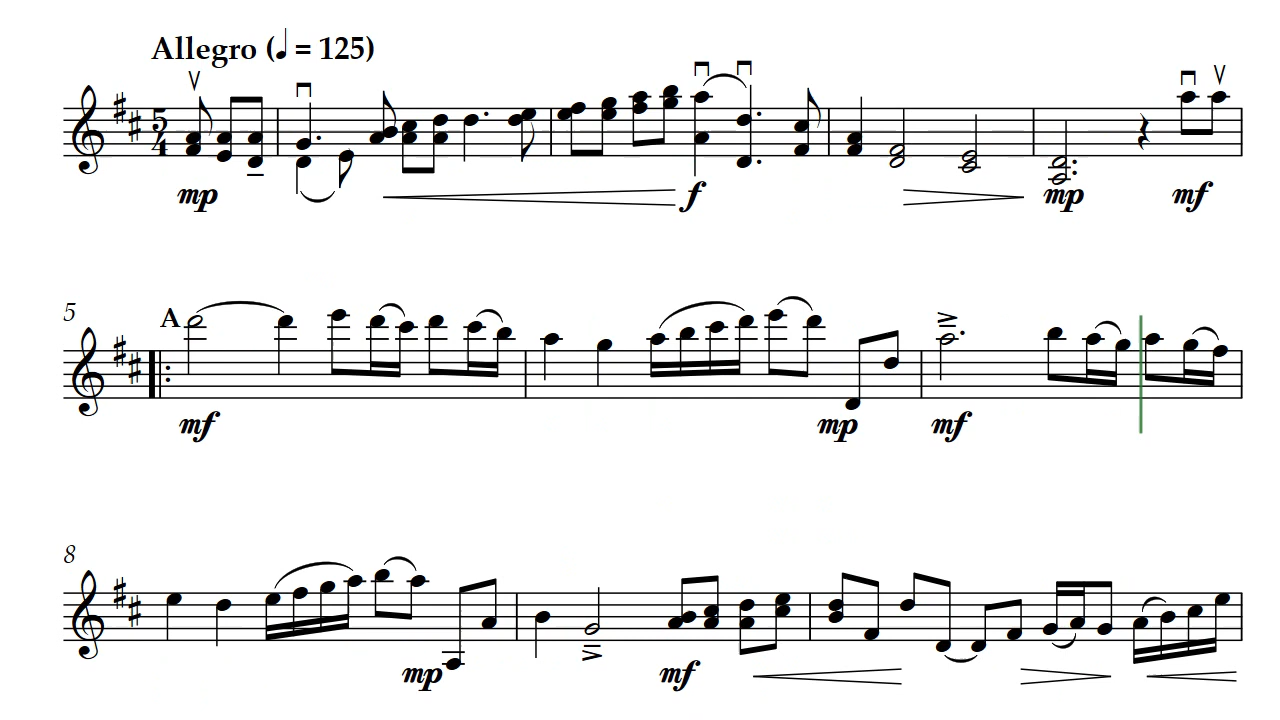 Allegro (♩ = 125)
5
4
mp f mp mf
5 A
mf mp mf
8
mp mf